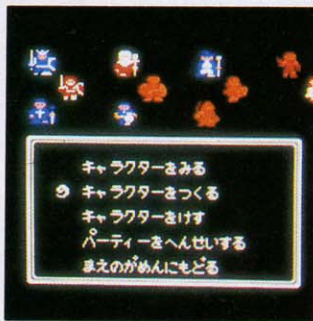 キャラクターをみる
キャラクターをつくる
キャラクターをけす
パーティーをへんせいする
まえのがめんにもどる